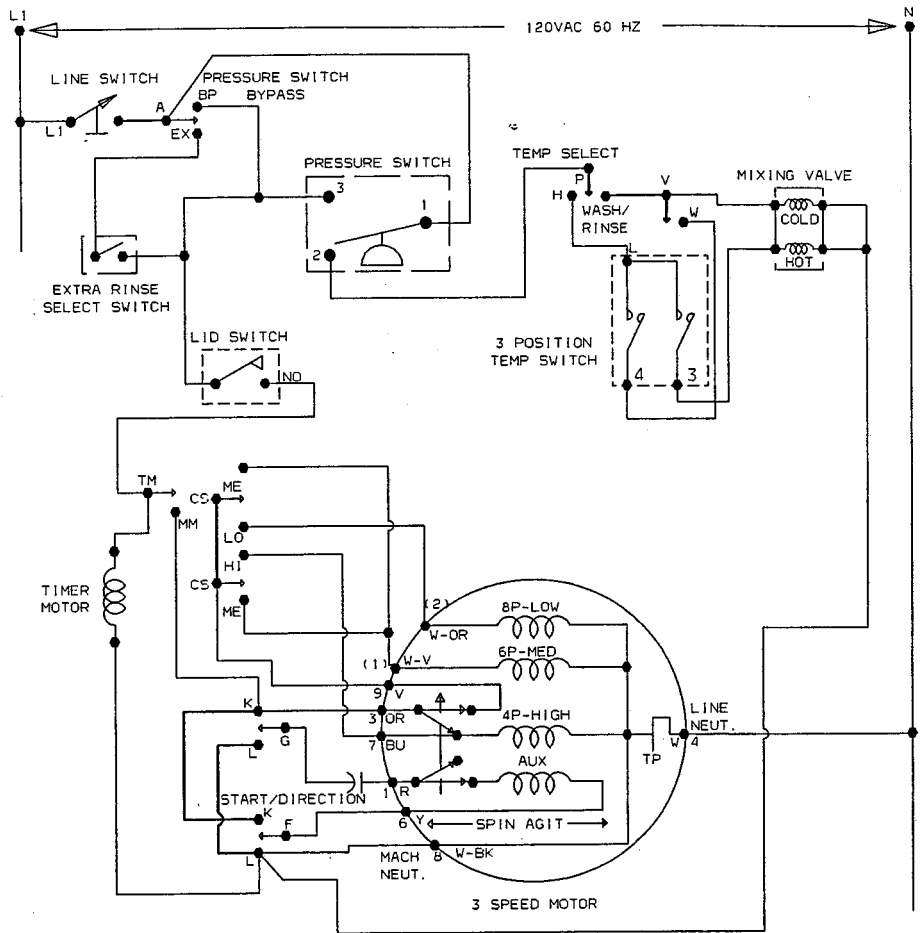 L1
N
120VAC 60 HZ
LINE SWITCH
PRESSURE SWITCH
BYPASS
A
BP
L1
EX
TEMP SELECT
PRESSURE SWITCH
P
V
MIXING VALVE
3
H
WASH/
RINSE
W
COLD
1
2
L
HOT
EXTRA RINSE
SELECT SWITCH
LID SWITCH
3 POSITION
TEMP SWITCH
NO
4
3
TM
CS
ME
MM
LO
HI
TIMER
MOTOR
CS
ME
(2)
8P-LOW
W-OR
6P-MED
(1)
W-V
9
V
K
3
OR
4P-HIGH
LINE
NEUT.
G
7
BU
W
4
L
TP
AUX
1
R
START/DIRECTION
K
F
6
Y
SPIN AGIT
L
MACH
NEUT.
8
W-BK
3 SPEED MOTOR